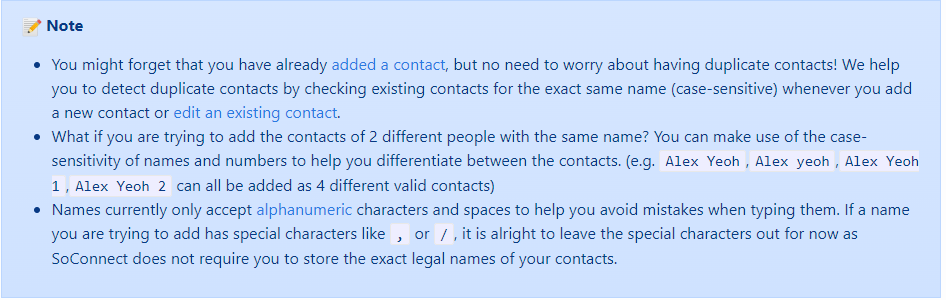 Note
You might forget that you have already added a contact, but no need to worry about having duplicate contacts! We help
you to detect duplicate contacts by checking existing contacts for the exact same name (case-sensitive) whenever you add
a new contact or edit an existing contact.
What if you are trying to add the contacts of 2 different people with the same name? You can make use of the case-
sensitivity of names and numbers to help you differentiate between the contacts. (e.g. Alex Yeoh, Alex yeoh, Alex Yeoh
1, Alex Yeoh 2 can all be added as 4 different valid contacts)
Names currently only accept alphanumeric characters and spaces to help you avoid mistakes when typing them. If a name
you are trying to add has special characters like , or /, it is alright to leave the special characters out for now as
SoConnect does not require you to store the exact legal names of your contacts.